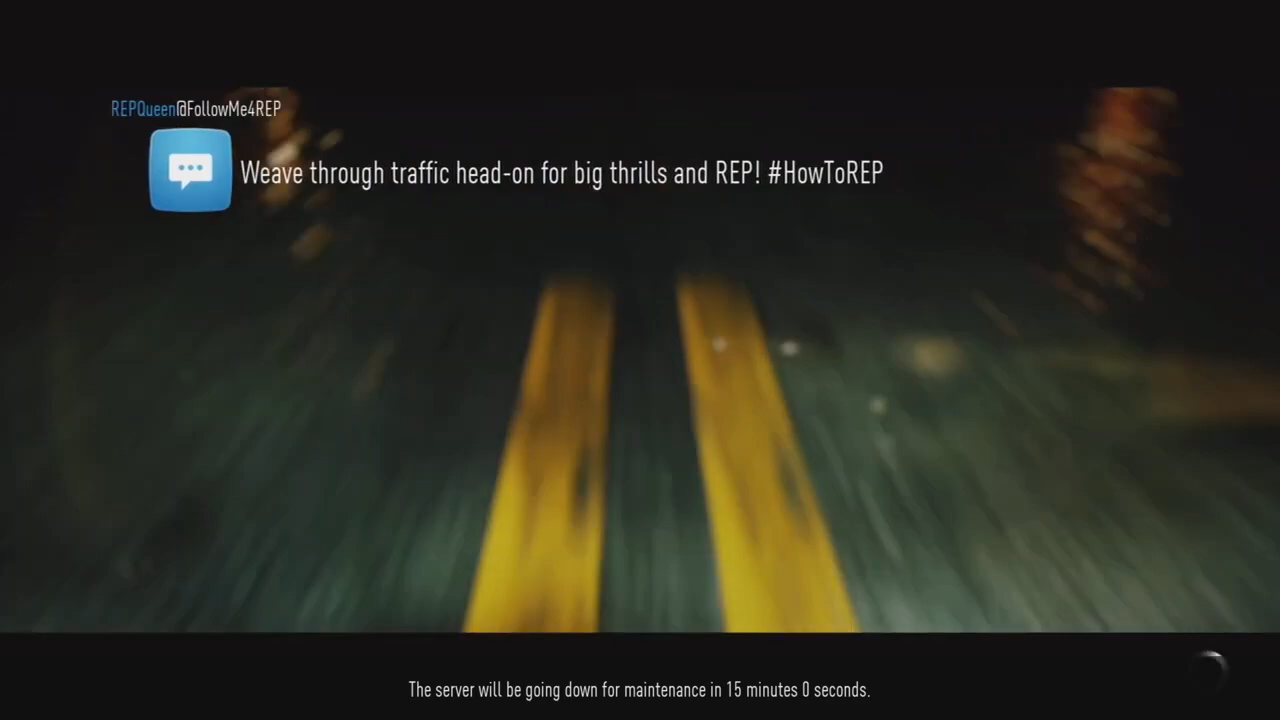 REPQueen@FollowMe4REP
Weave through traffic head-on for big thrills and REP! #HowToREP
The server will be going down for maintenance in 15 minutes 0 seconds.